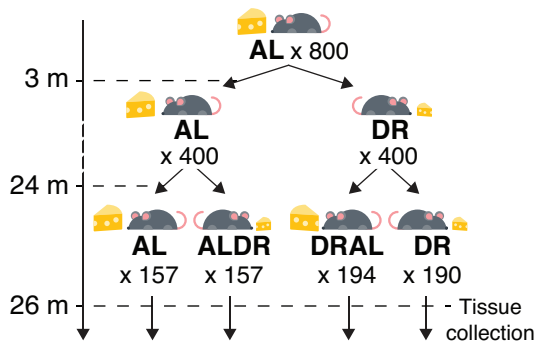 AL x 800
3 m
AL
DR
x 400
x 400
24 m
AL
ALDR
DRAL
DR
x 157
x 157
x 194
x 190
26 m
Tissue
collection